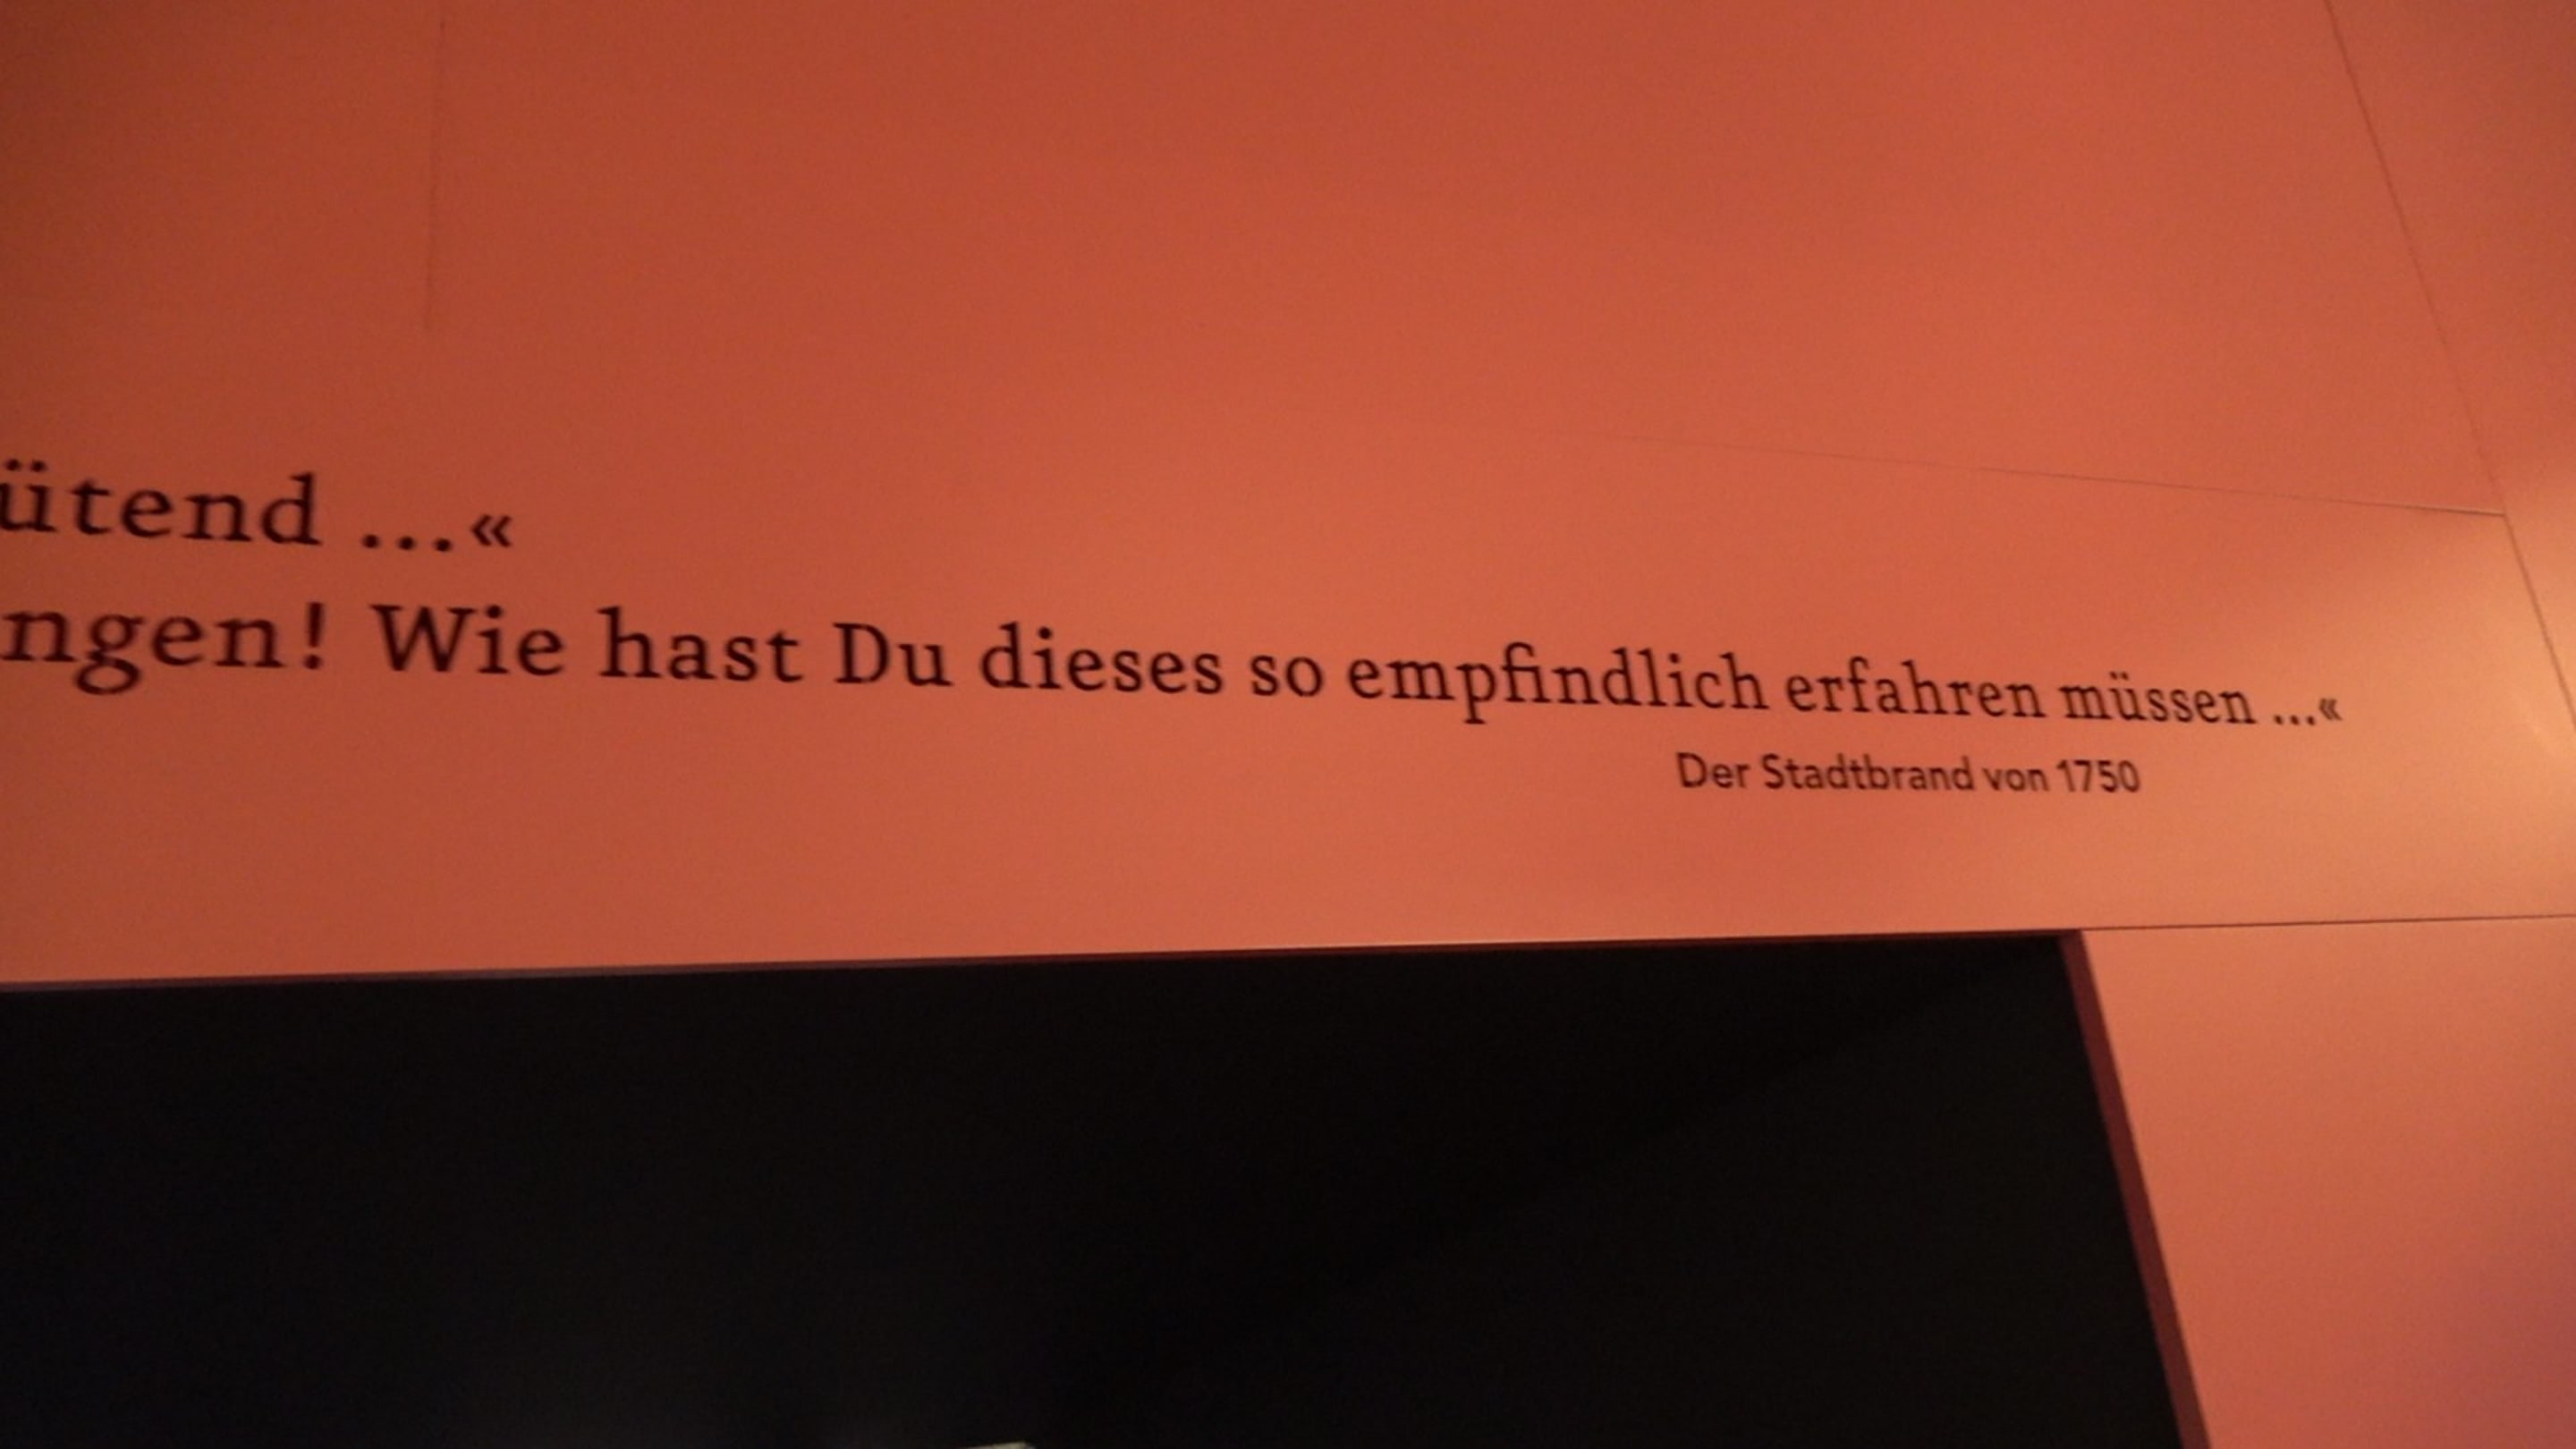 ütend ...«
ngen! Wie hast Du dieses so empfindlich erfahren müssen ...«
Der Stadtbrand von 1750